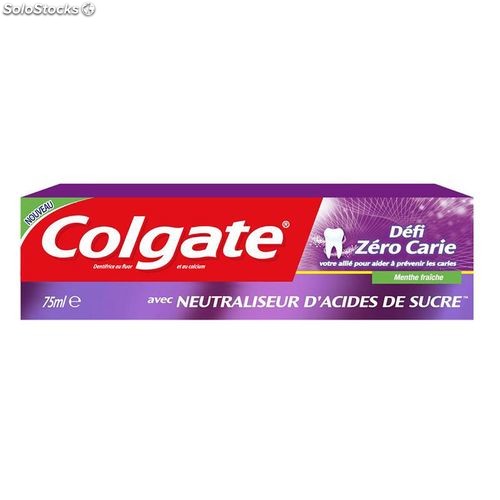 SoloStocks
NOUVEAU
Colgate®
Dentifrice au fluor et au calcium
Défi
Zéro Carie
votre allié pour aider à prévenir les caries
Menthe fraîche
75ml ℮
avec NEUTRALISEUR D'ACIDES DE SUCRE™